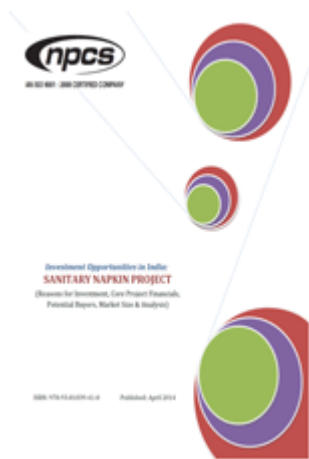 npcs
AN ISO 9001 : 2008 CERTIFIED COMPANY
Investment Opportunities in India:
SANITARY NAPKIN PROJECT
(Reasons for Investment, Core Project Financials,
Potential Buyers, Market Size & Analysis)
Published: April 2014